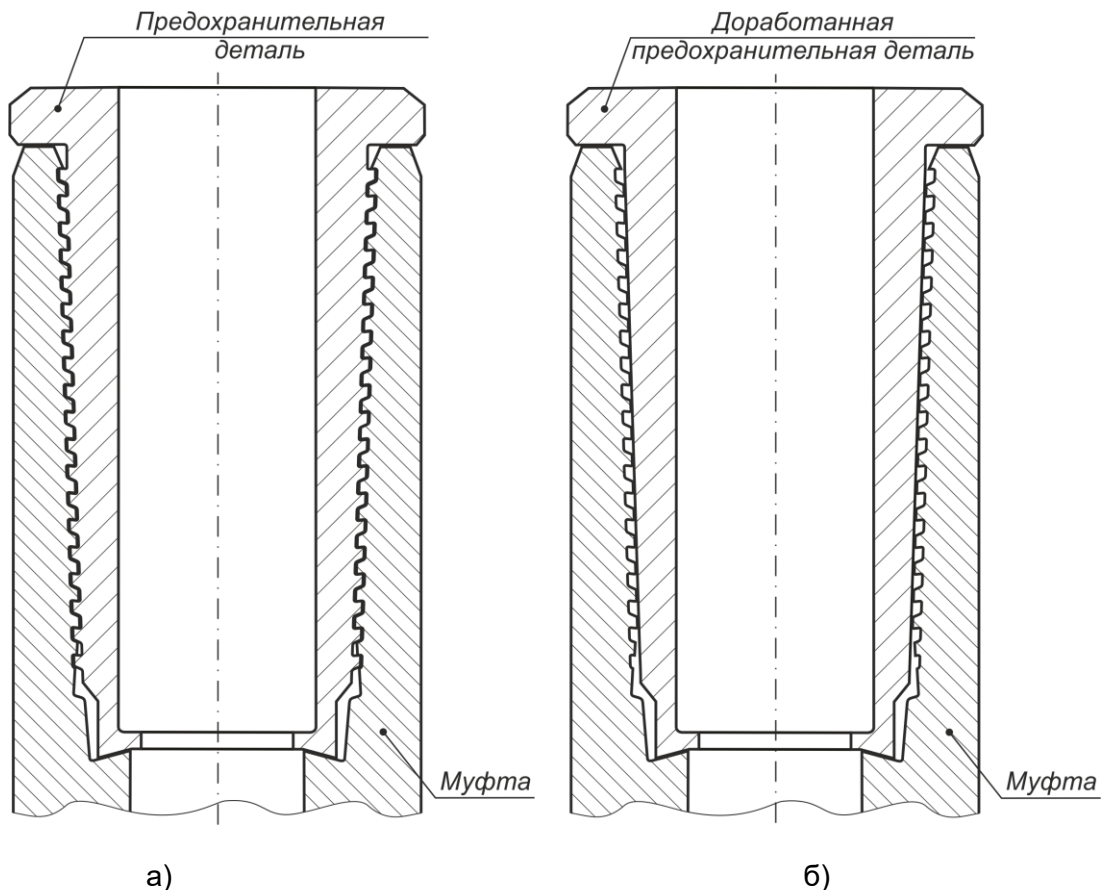 Предохранительная
деталь
Доработанная
предохранительная деталь
Муфта
Муфта
а)
б)